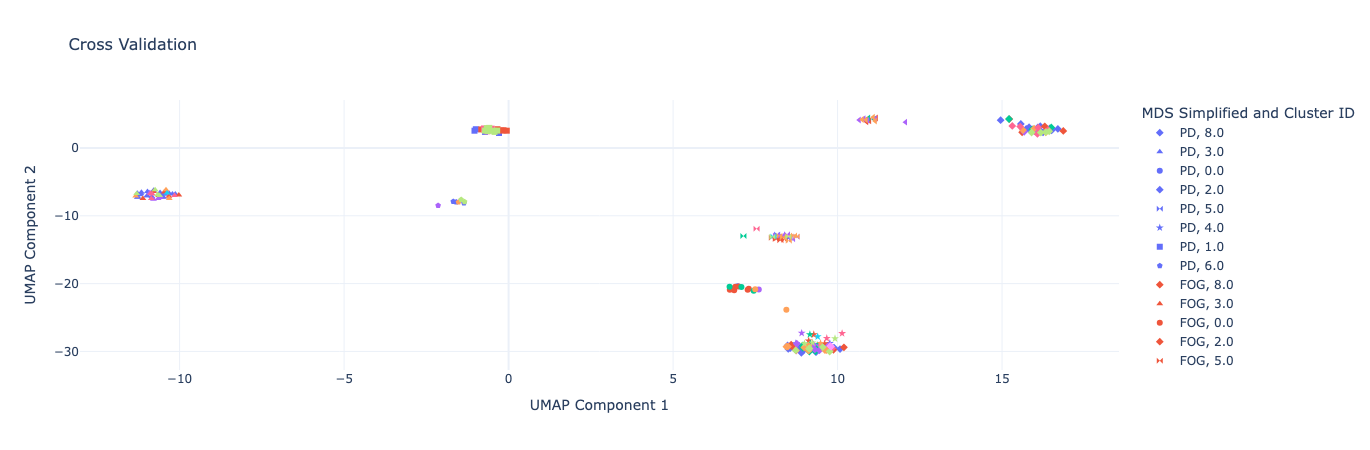 Cross Validation
MDS Simplified and Cluster ID
PD, 8.0
PD, 3.0
PD, 0.0
PD, 2.0
PD, 5.0
PD, 4.0
PD, 1.0
PD, 6.0
FOG, 8.0
FOG, 3.0
FOG, 0.0
FOG, 2.0
FOG, 5.0
UMAP Component 2
0
−10
−20
−30
−10
−5
0
5
10
15
UMAP Component 1